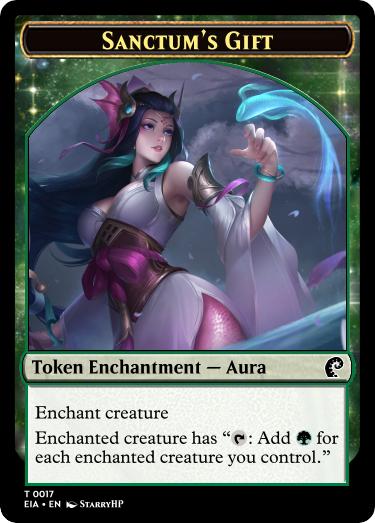 Sanctum's Gift
Token Enchantment — Aura
Enchant creature
Enchanted creature has “: Add for
each enchanted creature you control.”
T 0017
EIA • EN StarryHP